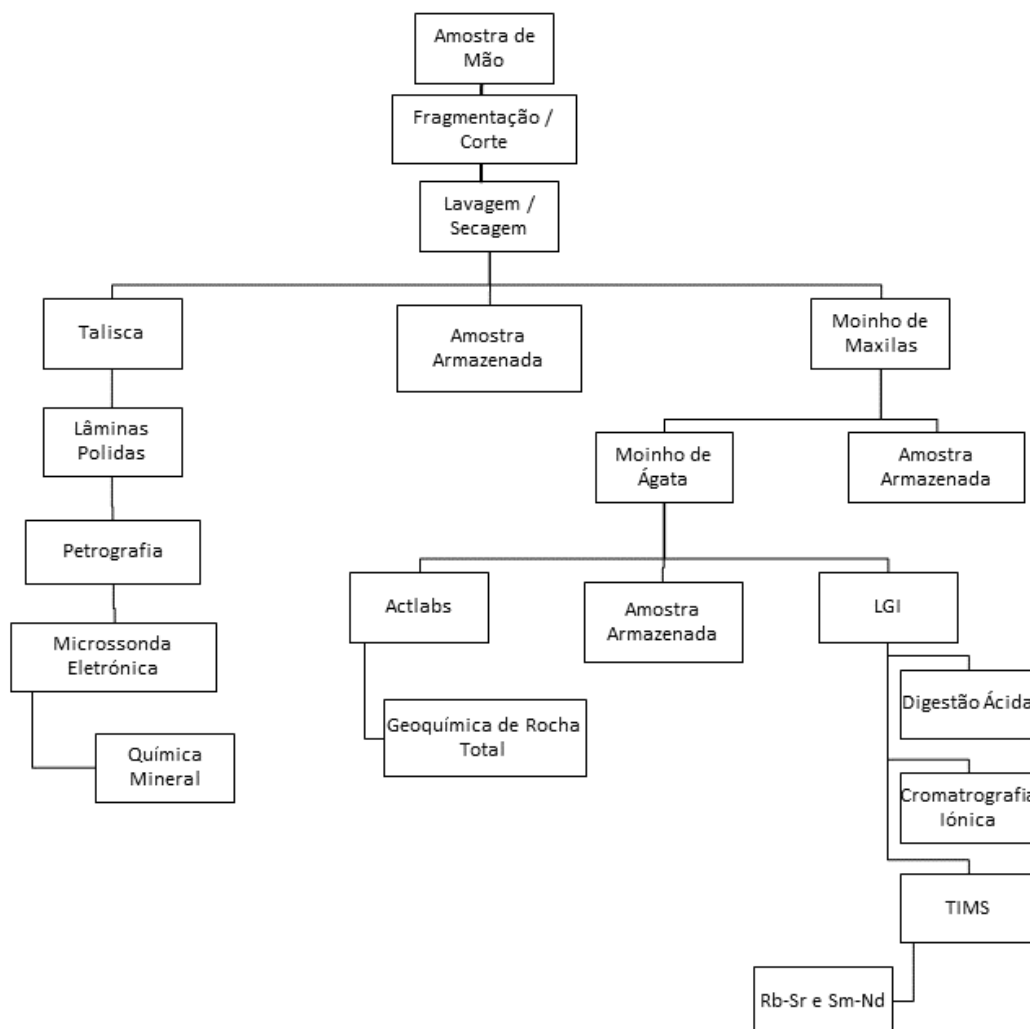 Amostra de
Mão
Fragmentação /
Corte
Lavagem /
Secagem
Talisca
Amostra
Armazenada
Moinho de
Maxilas
Lâminas
Polidas
Moinho de
Ágata
Amostra
Armazenada
Petrografia
Actlabs
Amostra
Armazenada
LGI
Microssonda
Eletrónica
Digestão Ácida
Geoquímica de Rocha
Total
Química
Mineral
Cromatrografia
Iónica
TIMS
Rb-Sr e Sm-Nd